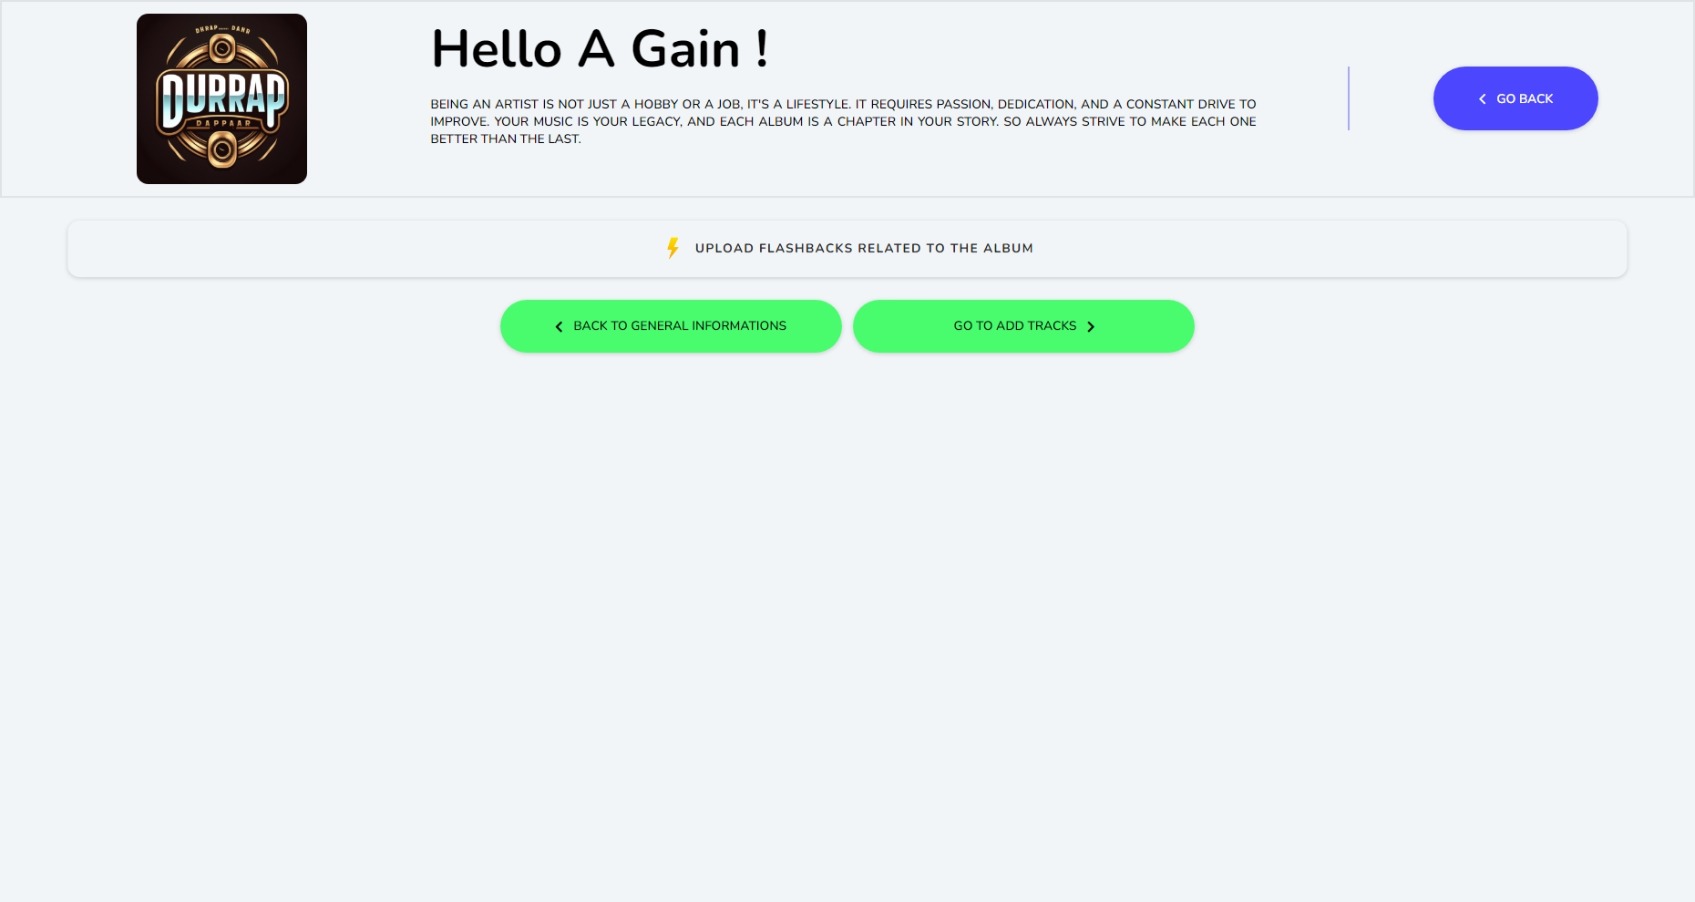 DURRAP
DAPPAAR
Hello A Gain !
BEING AN ARTIST IS NOT JUST A HOBBY OR A JOB, IT'S A LIFESTYLE. IT REQUIRES PASSION, DEDICATION, AND A CONSTANT DRIVE TO
IMPROVE. YOUR MUSIC IS YOUR LEGACY, AND EACH ALBUM IS A CHAPTER IN YOUR STORY. SO ALWAYS STRIVE TO MAKE EACH ONE
BETTER THAN THE LAST.
GO BACK
UPLOAD FLASHBACKS RELATED TO THE ALBUM
BACK TO GENERAL INFORMATIONS
GO TO ADD TRACKS